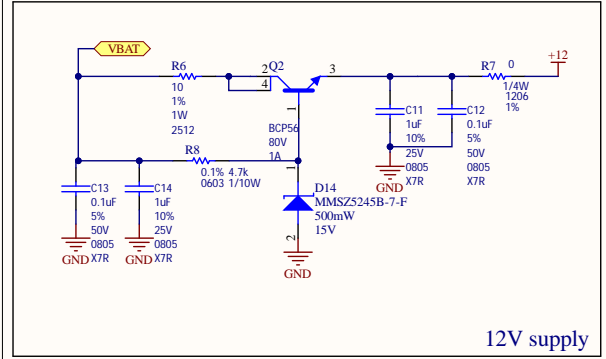 VBAT
R6
10
1%
1W
2512
2
4
Q2
3
1
BCP56
80V
1A
R7
0
1/4W
1206
1%
+12
C11
1uF
10%
25V
0805
X7R
C12
0.1uF
5%
50V
0805
X7R
GND
R8
0.1% 4.7k
0603 1/10W
1
D14
MMSZ5245B-7-F
500mW
15V
2
GND
C13
0.1uF
5%
50V
0805
X7R
GND
C14
1uF
10%
25V
0805
X7R
GND
12V supply